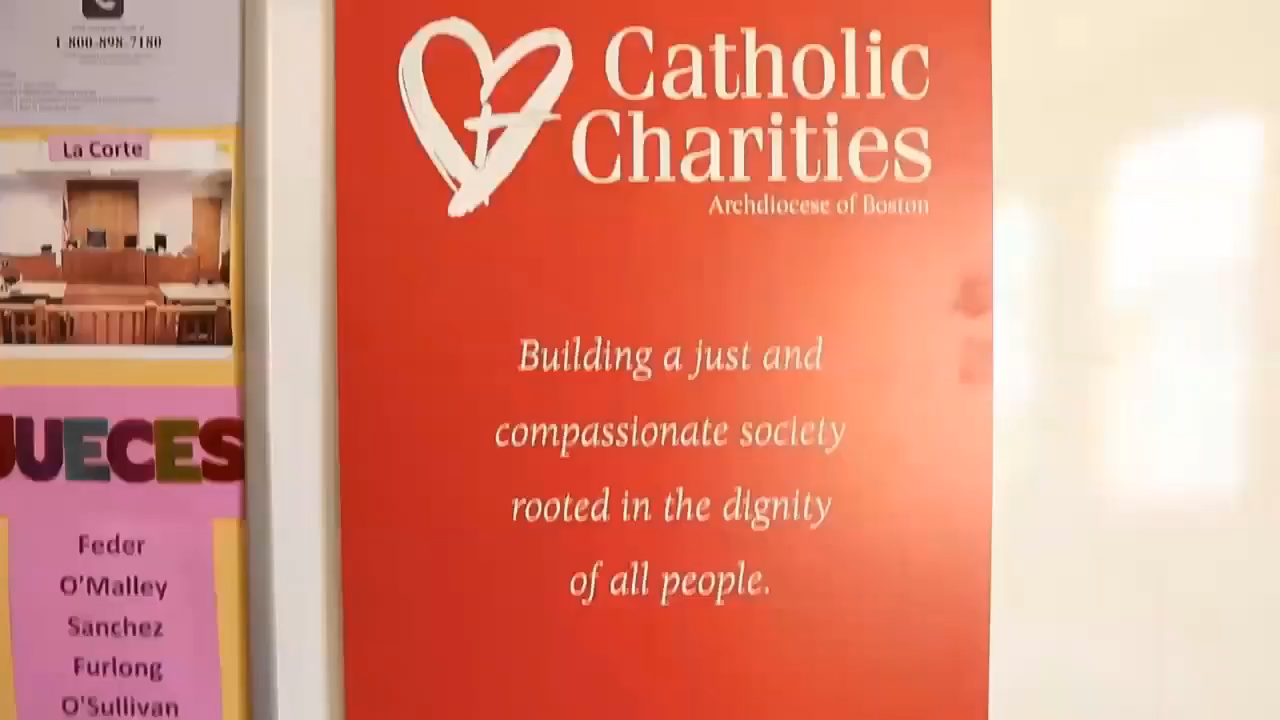 1-800-898-7180
La Corte
JUECES
Feder
O'Malley
Sanchez
Furlong
O'Sullivan
Catholic
Charities
Archdiocese of Boston
Building a just and
compassionate society
rooted in the dignity
of all people.